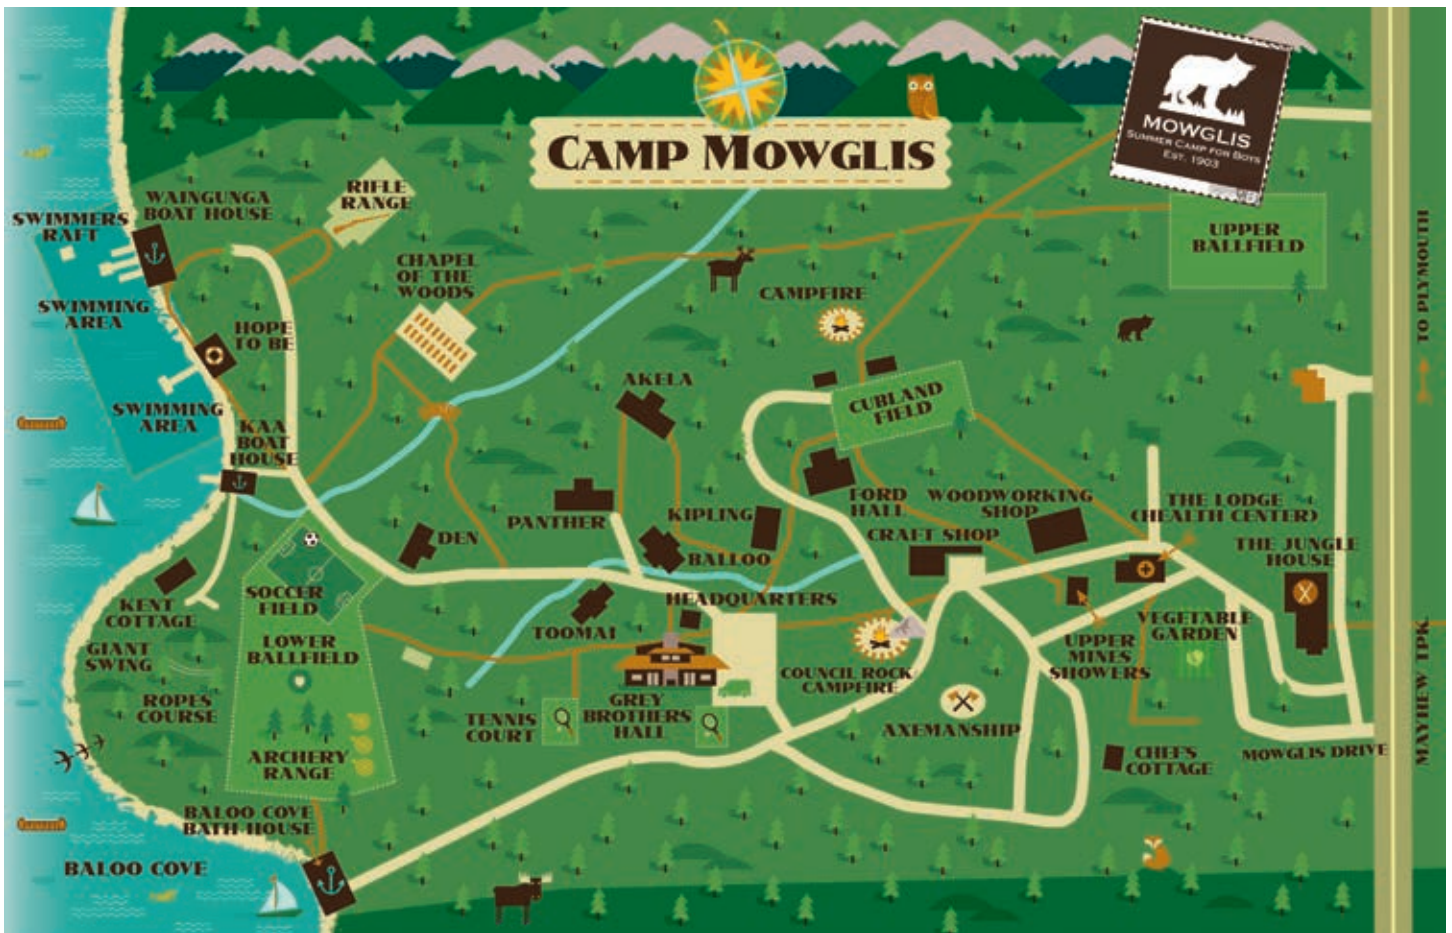 CAMP MOWGLIS
MOWGLIS
SUMMER CAMP FOR BOYS
EST. 1903
WAINGUNGA
BOAT HOUSE
RIFLE
RANGE
SWIMMERS
RAFT
UPPER
BALLFIELD
TO PLYMOUTH
CHAPEL
OF THE
WOODS
CAMPFIRE
SWIMMING
AREA
HOPE
TO BE
AKELA
CUBLAND
FIELD
SWIMMING
AREA
KAA
BOAT
HOUSE
PANTHER
KIPLING
FORD
HALL
WOODWORKING
SHOP
THE LODGE
(HEALTH CENTER)
DEN
BALLOO
CRAFT SHOP
THE JUNGLE
HOUSE
KENT
COTTAGE
SOCCER
FIELD
TOOMAI
HEADQUARTERS
VEGETABLE
GARDEN
GIANT
SWING
LOWER
BALLFIELD
UPPER
MINES
SHOWERS
MAYHEW TPK.
COUNCIL ROCK
CAMPFIRE
ROPES
COURSE
TENNIS
COURT
GREY
BROTHERS
HALL
AXEMANSHIP
ARCHERY
RANGE
CHEF'S
COTTAGE
MOWGLIS DRIVE
BALOO COVE
BATH HOUSE
BALOO COVE